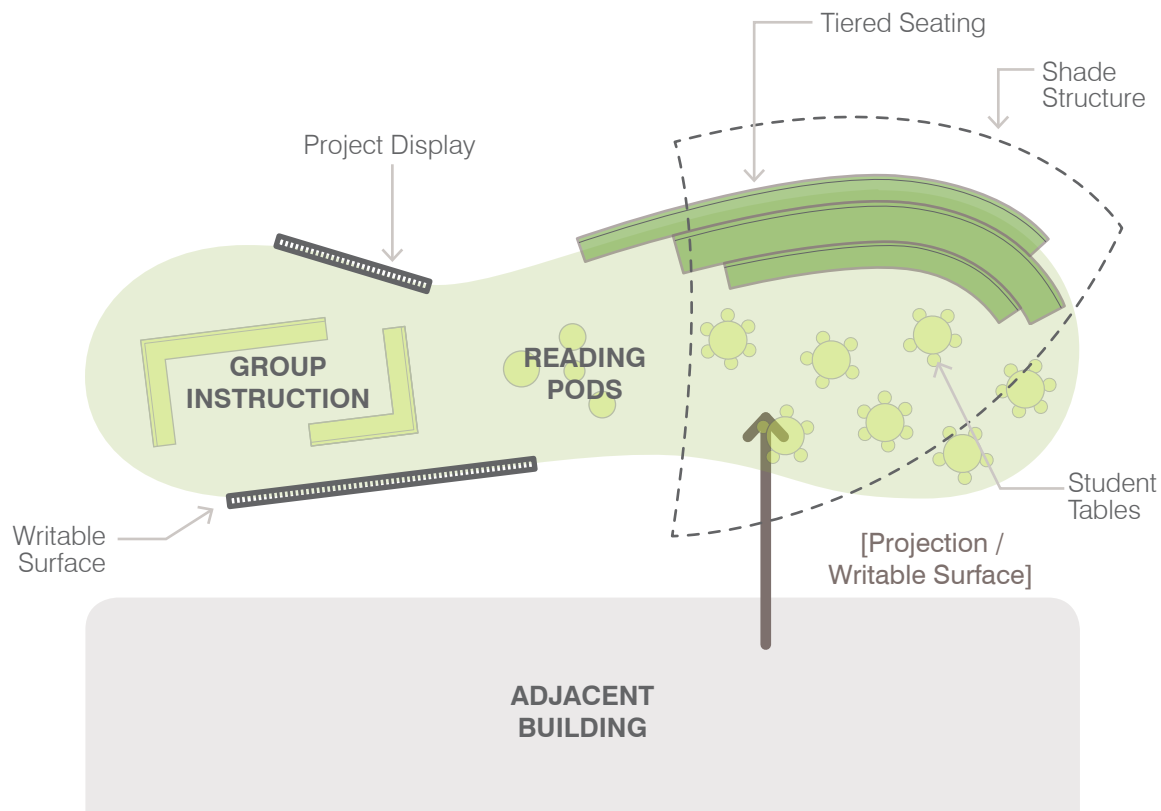 Tiered Seating
Shade
Structure
Project Display
GROUP
INSTRUCTION
READING
PODS
Student
Tables
Writable
Surface
[Projection /
Writable Surface]
ADJACENT
BUILDING